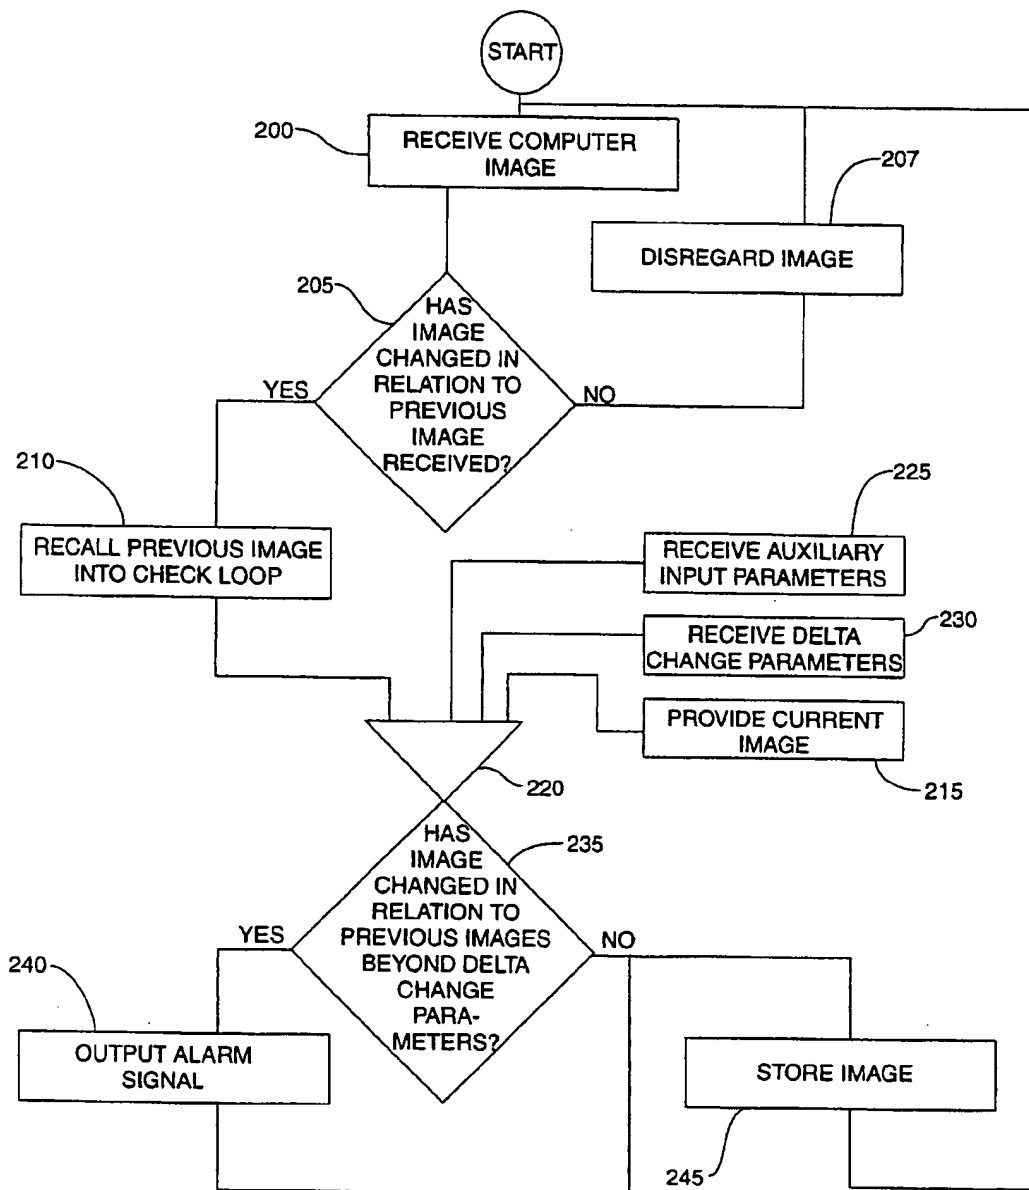 START
200
RECEIVE COMPUTER
IMAGE
207
DISREGARD IMAGE
205
HAS
IMAGE
CHANGED IN
RELATION TO
PREVIOUS
IMAGE
RECEIVED?
YES
NO
210
RECALL PREVIOUS IMAGE
INTO CHECK LOOP
225
RECEIVE AUXILIARY
INPUT PARAMETERS
230
RECEIVE DELTA
CHANGE PARAMETERS
PROVIDE CURRENT
IMAGE
215
220
235
HAS
IMAGE
CHANGED IN
RELATION TO
PREVIOUS IMAGES
BEYOND DELTA
CHANGE
PARA-
METERS?
YES
NO
240
OUTPUT ALARM
SIGNAL
STORE IMAGE
245